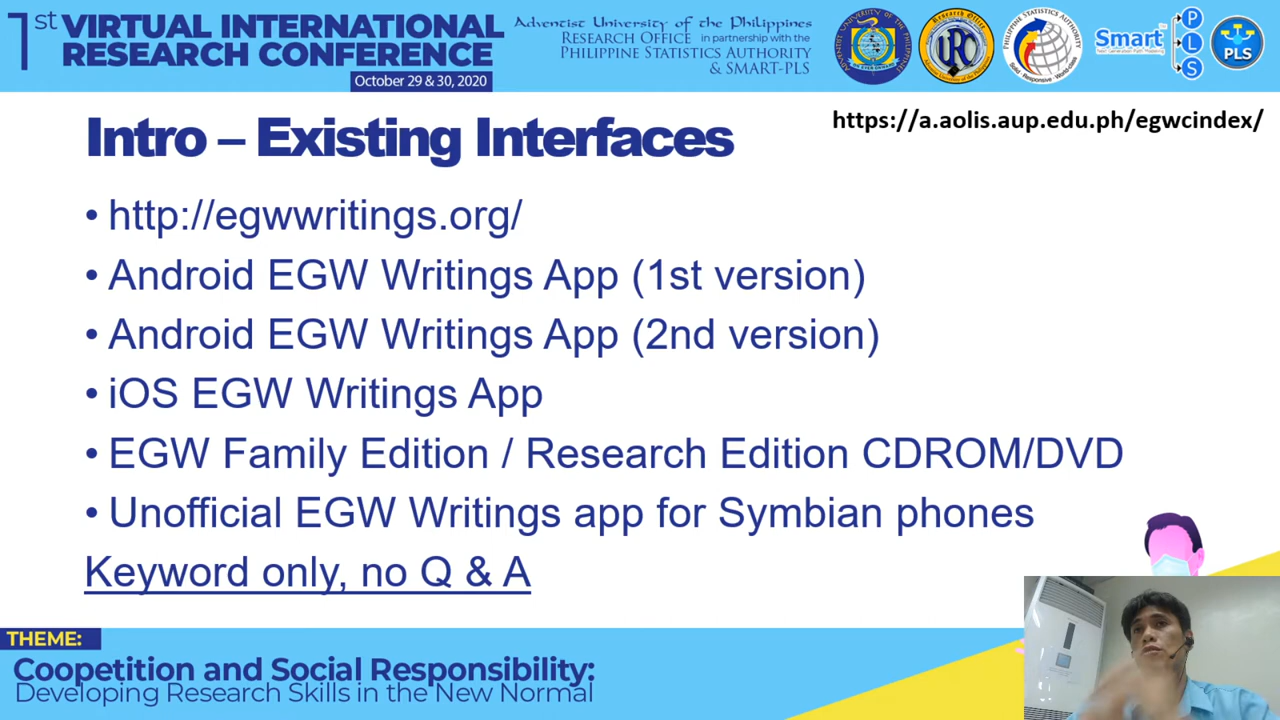 1st VIRTUAL INTERNATIONAL
RESEARCH CONFERENCE
October 29 & 30, 2020
Adventist University of the Philippines
RESEARCH OFFICE in partnership with the
PHILIPPINE STATISTICS AUTHORITY
& SMART-PLS
Smart
P
L
S
PLS
https://a.aolis.aup.edu.ph/egwcindex/
Intro – Existing Interfaces
• http://egwwritings.org/
• Android EGW Writings App (1st version)
• Android EGW Writings App (2nd version)
• iOS EGW Writings App
• EGW Family Edition / Research Edition CDROM/DVD
• Unofficial EGW Writings app for Symbian phones
Keyword only, no Q & A
THEME:
Coopetition and Social Responsibility:
Developing Research Skills in the New Normal